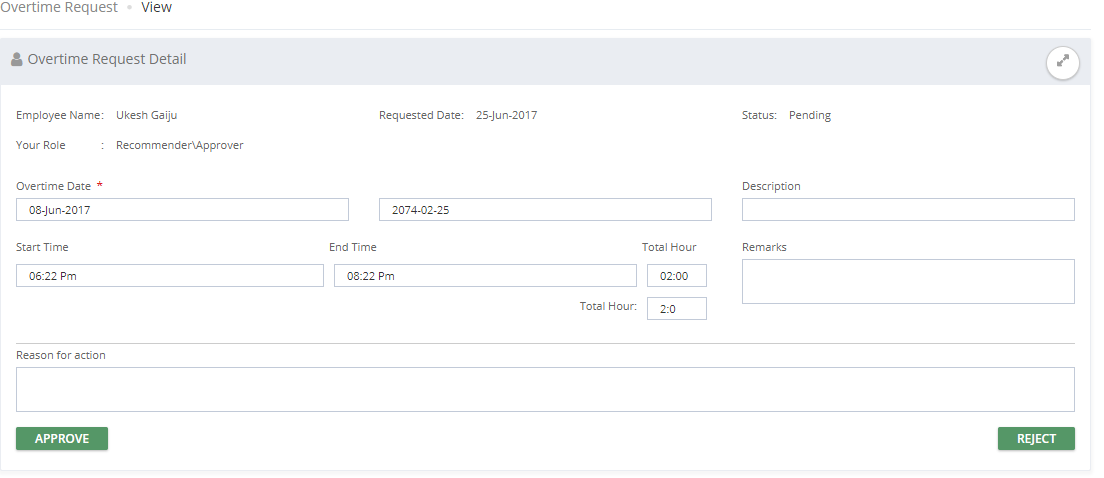 Overtime Request • View
Overtime Request Detail
Employee Name: Ukesh Gaiju Requested Date: 25-Jun-2017 Status: Pending
Your Role : Recommender\Approver
Overtime Date * Description
08-Jun-2017 2074-02-25
Start Time End Time Total Hour Remarks
06:22 Pm 08:22 Pm 02:00
Total Hour: 2:0
Reason for action
APPROVE REJECT